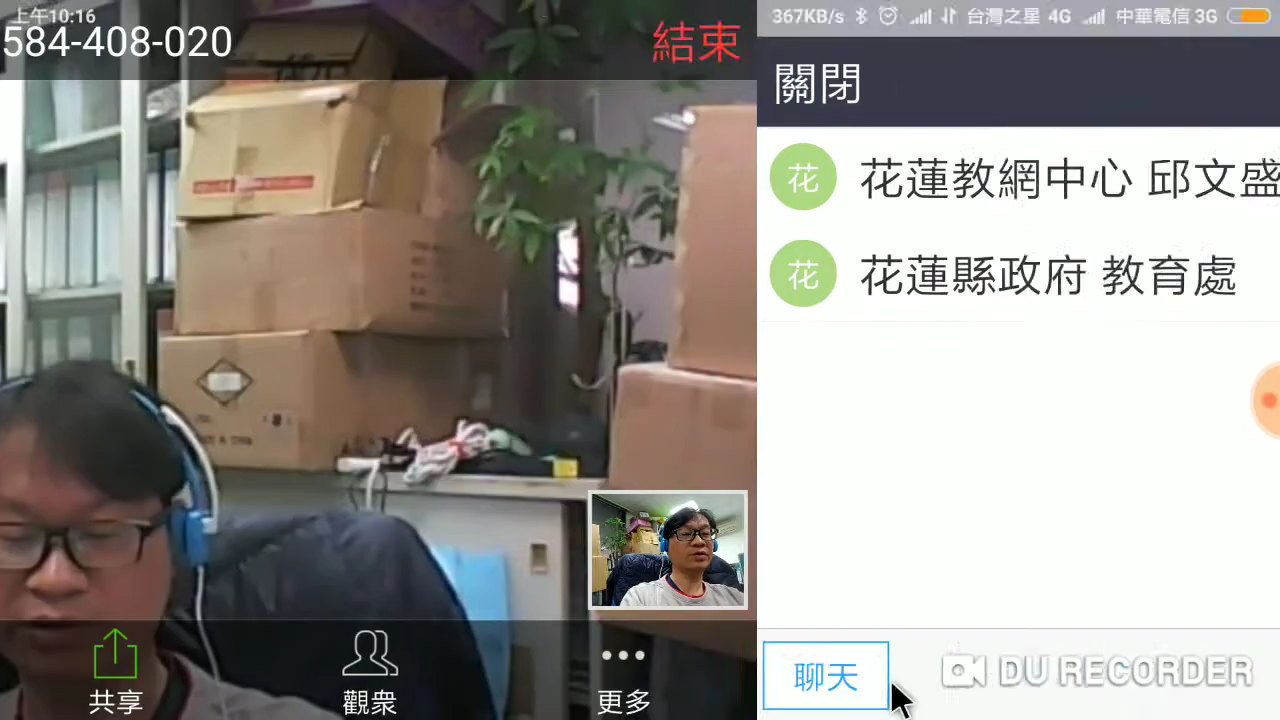 上午10:16
584-408-020
結束
共享
觀衆
更多
367KB/s
台灣之星 4G
中華電信 3G
關閉
花 花蓮教網中心 邱文盛
花 花蓮縣政府 教育處
聊天
DU RECORDER